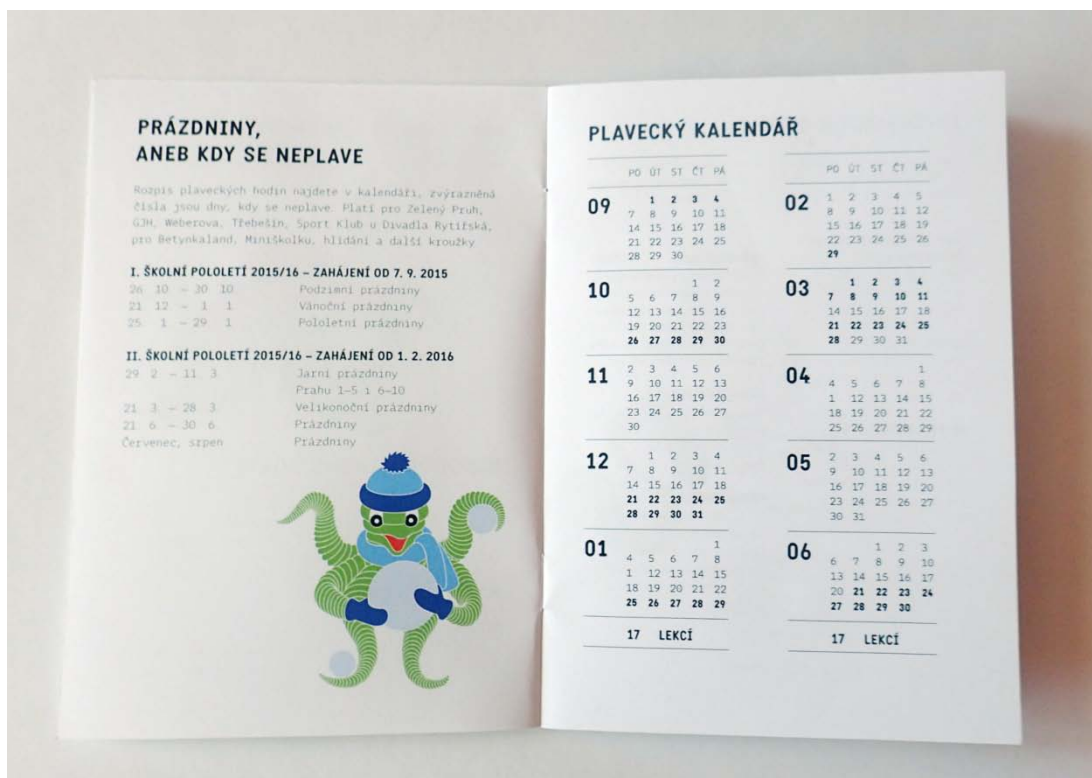 PRÁZDNINY,
ANEB KDY SE NEPLAVE
Rozpis plaveckých hodin najdete v kalendáři, zvýrazněná
čísla jsou dny, kdy se neplave. Platí pro Zelený Pruh,
GJH, Weberova, Třebešín, Sport Klub u Divadla Rytířská,
pro Betynkaland, Miniškolku, hlídání a další kroužky
I. ŠKOLNÍ POLOLETÍ 2015/16 – ZAHÁJENÍ OD 7. 9. 2015
26 10 – 30 10 Podzimní prázdniny
21 12 – 1 1 Vánoční prázdniny
25 1 – 29 1 Pololetní prázdniny
II. ŠKOLNÍ POLOLETÍ 2015/16 – ZAHÁJENÍ OD 1. 2. 2016
29 2 – 11 3 Jarní prázdniny
Prahu 1–5 i 6–10
21 3 – 28 3 Velikonoční prázdniny
21 6 – 30 6 Prázdniny
Červenec, srpen Prázdniny
PLAVECKÝ KALENDÁŘ
PO ÚT ST ČT PÁ
09 1 2 3 4
7 8 9 10 11
14 15 16 17 18
21 22 23 24 25
28 29 30
10 1 2
5 6 7 8 9
12 13 14 15 16
19 20 21 22 23
26 27 28 29 30
11 2 3 4 5 6
9 10 11 12 13
16 17 18 19 20
23 24 25 26 27
30
12 1 2 3 4
7 8 9 10 11
14 15 16 17 18
21 22 23 24 25
28 29 30 31
01 1
4 5 6 7 8
1 12 13 14 15
18 19 20 21 22
25 26 27 28 29
17 LEKCÍ
PO ÚT ST ČT PÁ
02 1 2 3 4 5
8 9 10 11 12
15 16 17 18 19
22 23 24 25 26
29
03 1 2 3 4
7 8 9 10 11
14 15 16 17 18
21 22 23 24 25
28 29 30 31
04 1
4 5 6 7 8
1 12 13 14 15
18 19 20 21 22
25 26 27 28 29
05 2 3 4 5 6
9 10 11 12 13
16 17 18 19 20
23 24 25 26 27
30 31
06 1 2 3
6 7 8 9 10
13 14 15 16 17
20 21 22 23 24
27 28 29 30
17 LEKCÍ